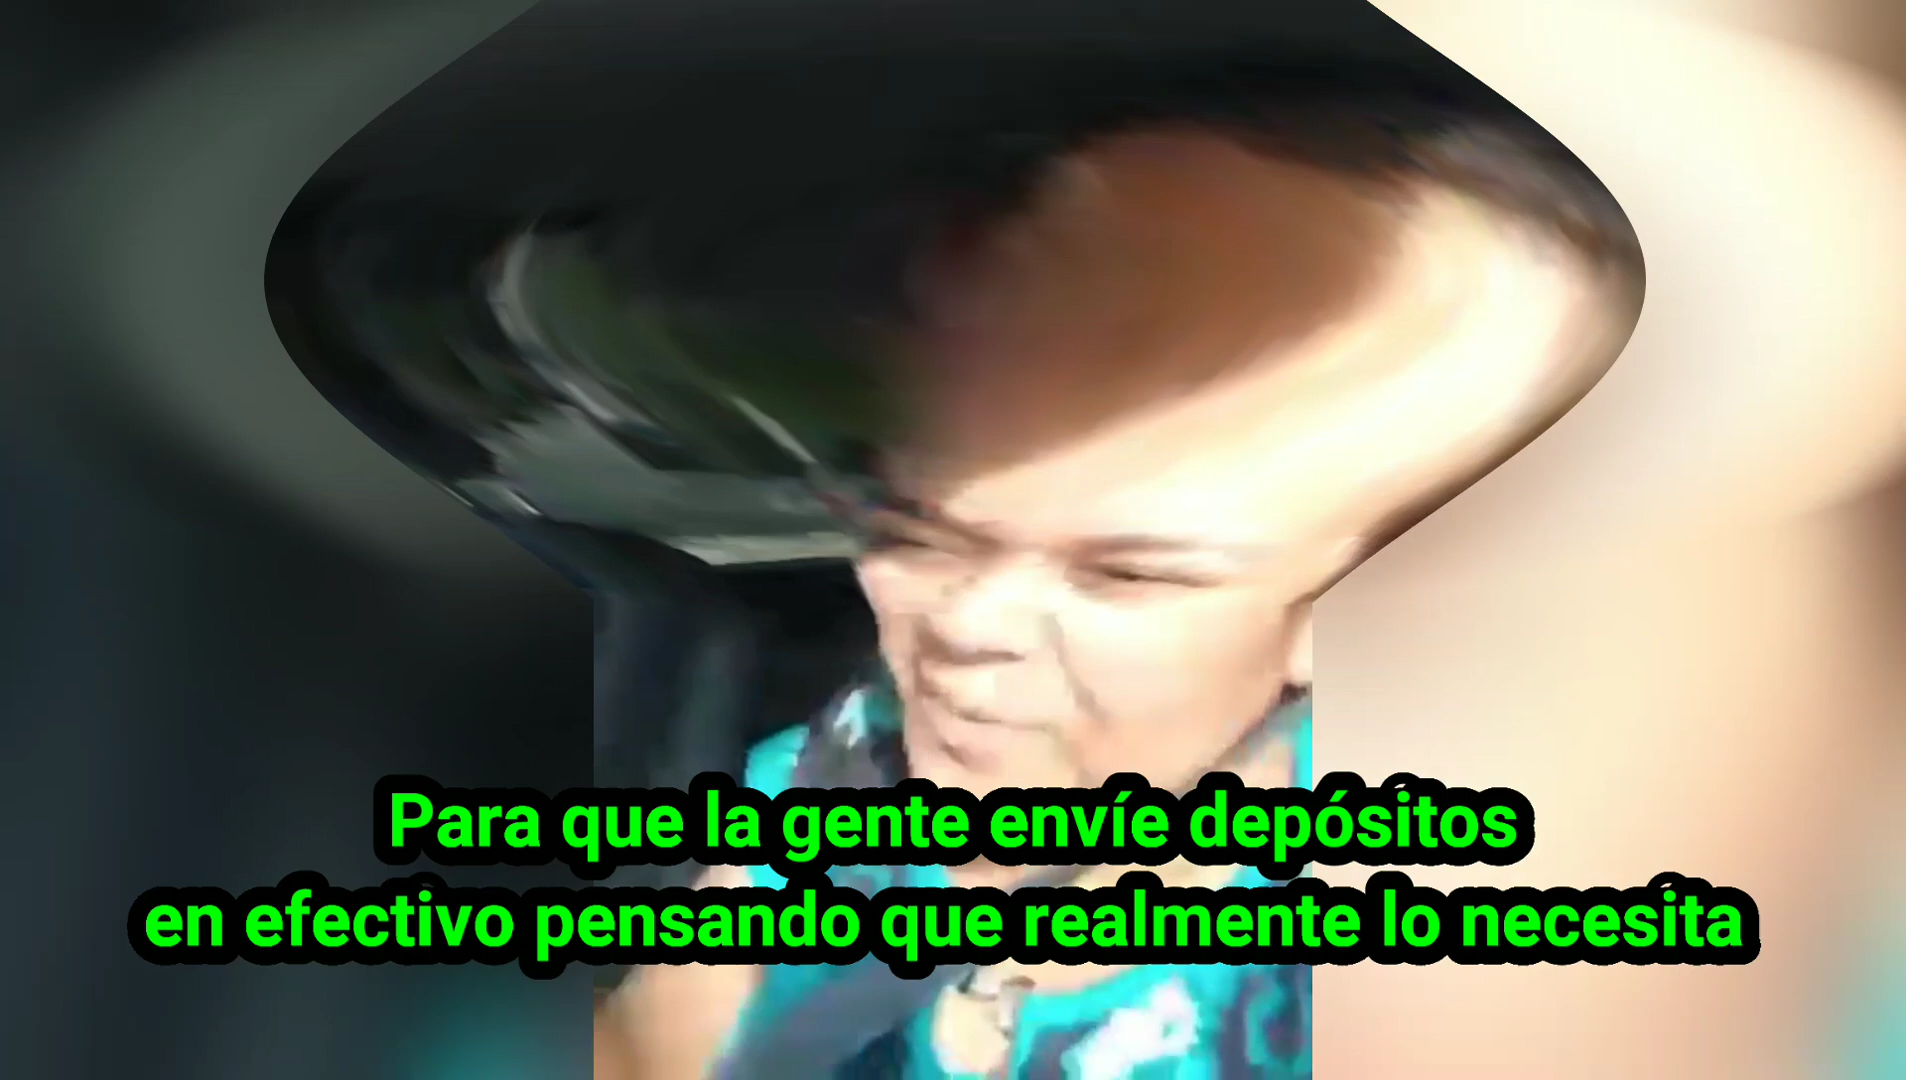 Para que la gente envíe depósitos
en efectivo pensando que realmente lo necesita